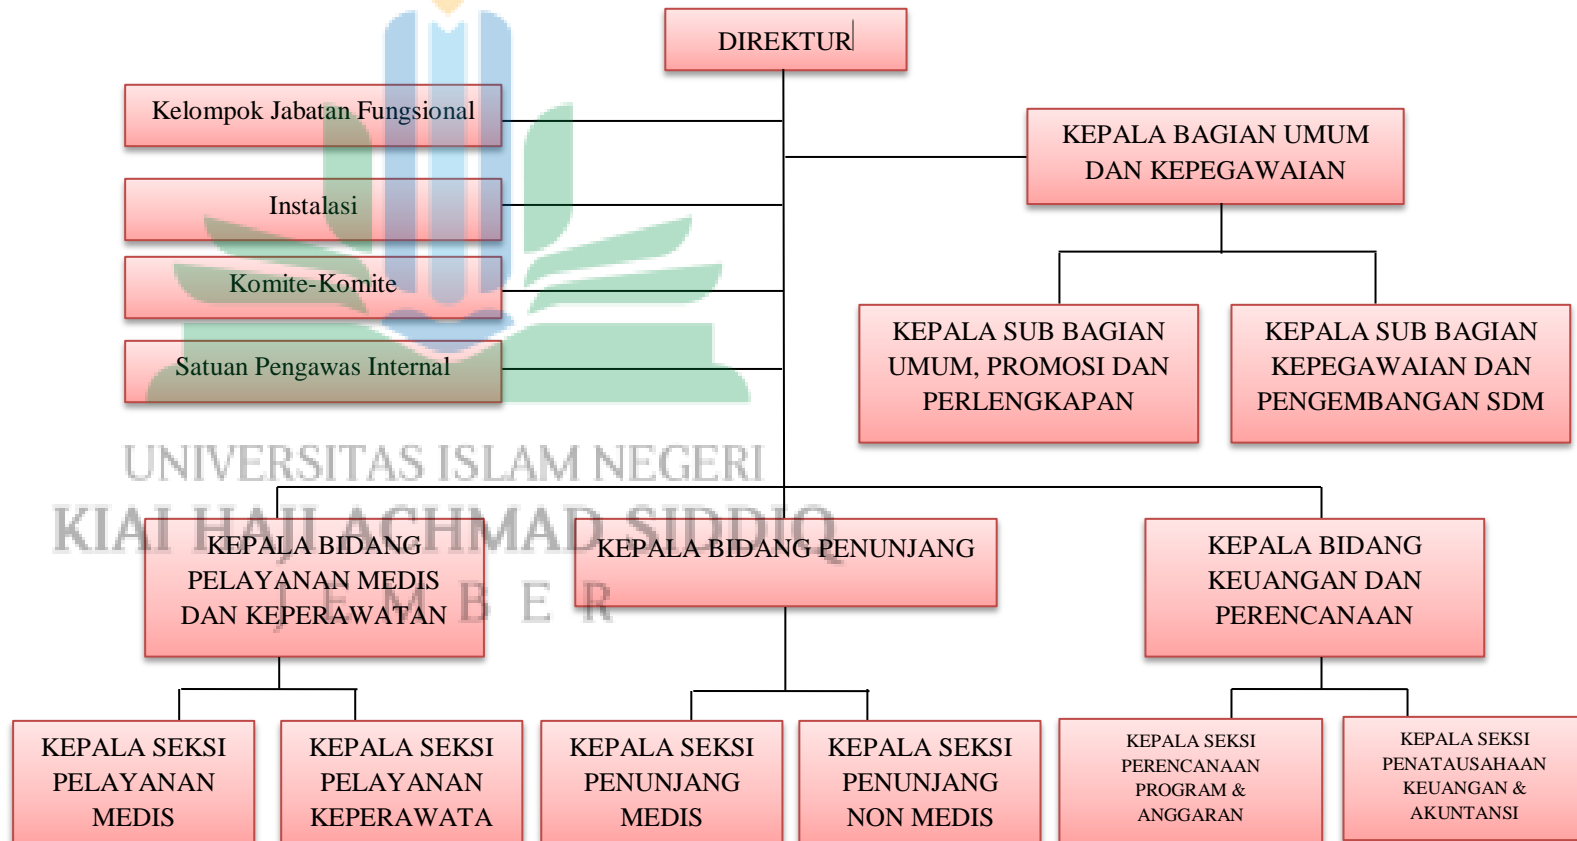 DIREKTUR
Kelompok Jabatan Fungsional
Instalasi
Komite-Komite
Satuan Pengawas Internal
KEPALA BAGIAN UMUM
DAN KEPEGAWAIAN
KEPALA SUB BAGIAN
UMUM, PROMOSI DAN
PERLENGKAPAN
KEPALA SUB BAGIAN
KEPEGAWAIAN DAN
PENGEMBANGAN SDM
UNIVERSITAS ISLAM NEGERI
KIAI HAJI ACHMAD SIDDIQ
JEMBER
KEPALA BIDANG
PELAYANAN MEDIS
DAN KEPERAWATAN
KEPALA BIDANG PENUNJANG
KEPALA BIDANG
KEUANGAN DAN
PERENCANAAN
KEPALA SEKSI
PELAYANAN
MEDIS
KEPALA SEKSI
PELAYANAN
KEPERAWATA
KEPALA SEKSI
PENUNJANG
MEDIS
KEPALA SEKSI
PENUNJANG
NON MEDIS
KEPALA SEKSI
PERENCANAAN
PROGRAM &
ANGGARAN
KEPALA SEKSI
PENATAUSAHAAN
KEUANGAN &
AKUNTANSI